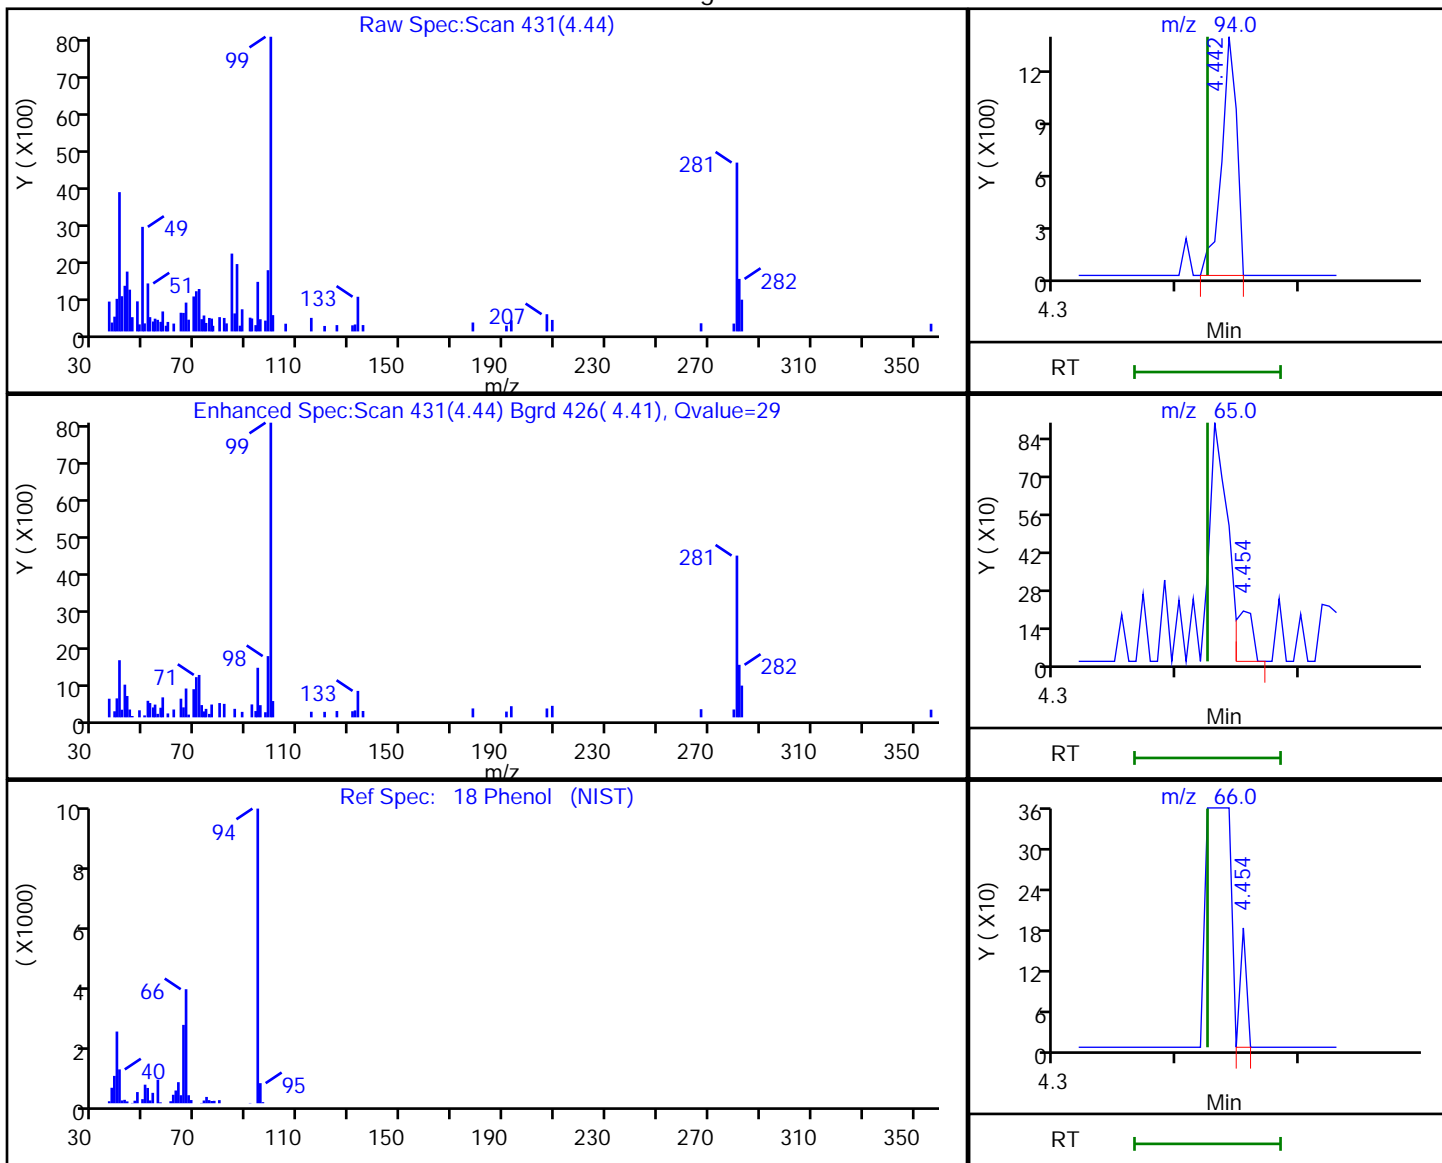 Raw Spec:Scan 431(4.44)
Y ( X100)
80
70
60
50
40
30
20
10
0
99
49
51
133
207
281
282
30 70 110 150 190 230 270 310 350
m/z
m/z 94.0
Y ( X100)
12
9
6
3
0
4.442
4.3
Min
RT
Enhanced Spec:Scan 431(4.44) Bgrd 426( 4.41), Qvalue=29
Y ( X100)
80
70
60
50
40
30
20
10
0
99
71
98
133
281
282
30 70 110 150 190 230 270 310 350
m/z
m/z 65.0
Y ( X10)
84
70
56
42
28
14
0
4.454
4.3
Min
RT
Ref Spec: 18 Phenol (NIST)
( X1000)
10
8
6
4
2
0
94
66
40
95
30 70 110 150 190 230 270 310 350
m/z 66.0
Y ( X10)
36
30
24
18
12
6
0
4.454
4.3
Min
RT